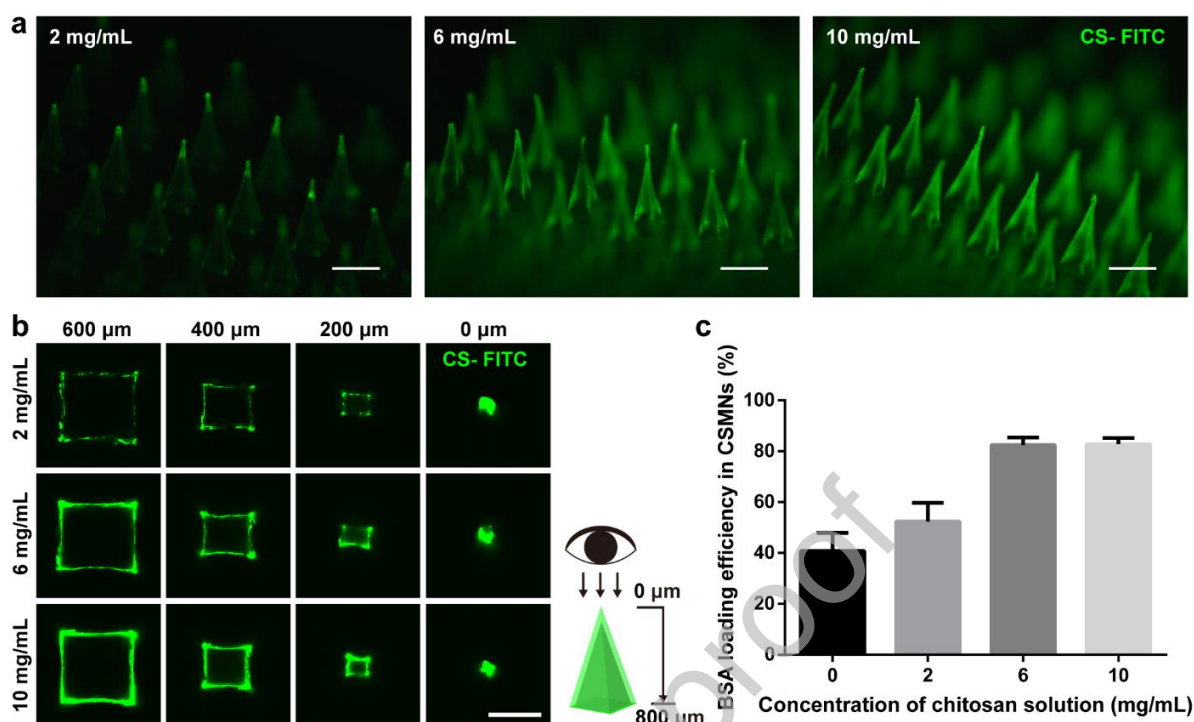 a
2 mg/mL
6 mg/mL
10 mg/mL
CS- FITC
b
600 µm
400 µm
200 µm
0 µm
CS- FITC
2 mg/mL
6 mg/mL
10 mg/mL
0 µm
800 µm
c
BSA loading efficiency in CSMNs (%)
100
80
60
40
20
0
0
2
6
10
Concentration of chitosan solution (mg/mL)
proof